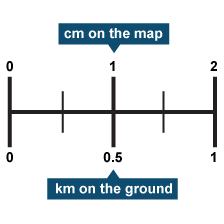 cm on the map
0 1 2
0 0.5 1
km on the ground